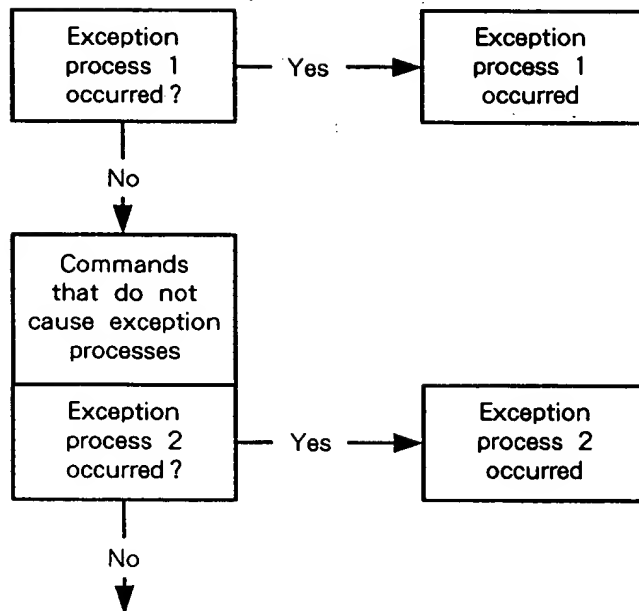 Exception
process 1
occurred ?
Yes
Exception
process 1
occurred
No
Commands
that do not
cause exception
processes
Exception
process 2
occurred ?
Yes
Exception
process 2
occurred
No